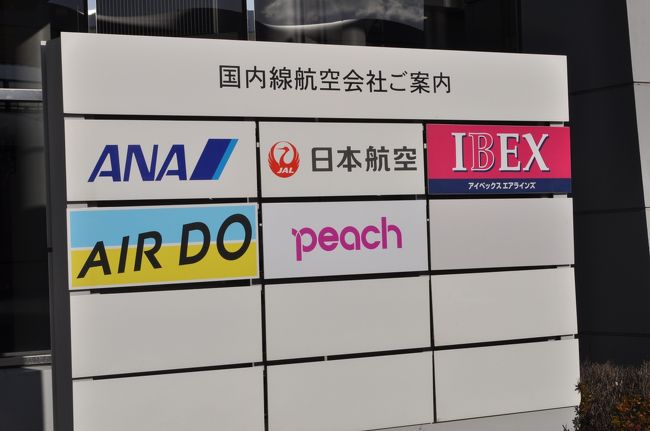 国内線航空会社ご案内
ANA
JAL
日本航空
IBEX
アイベックス エアラインズ
AIR DO
peach